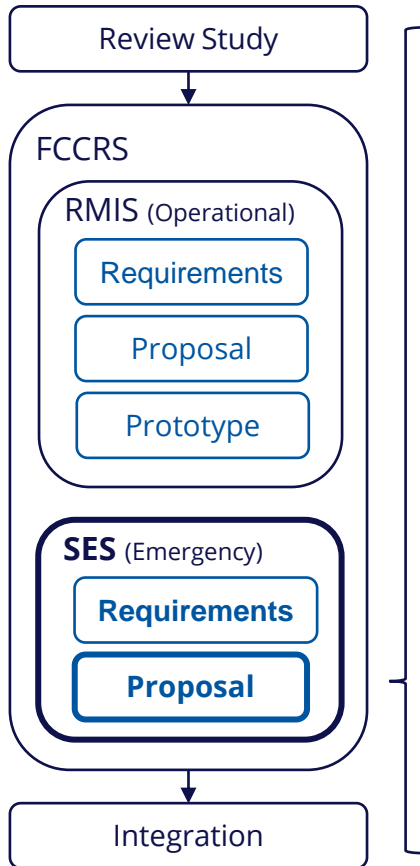 Review Study
FCCRS
RMIS (Operational)
Requirements
Proposal
Prototype
SES (Emergency)
Requirements
Proposal
Integration